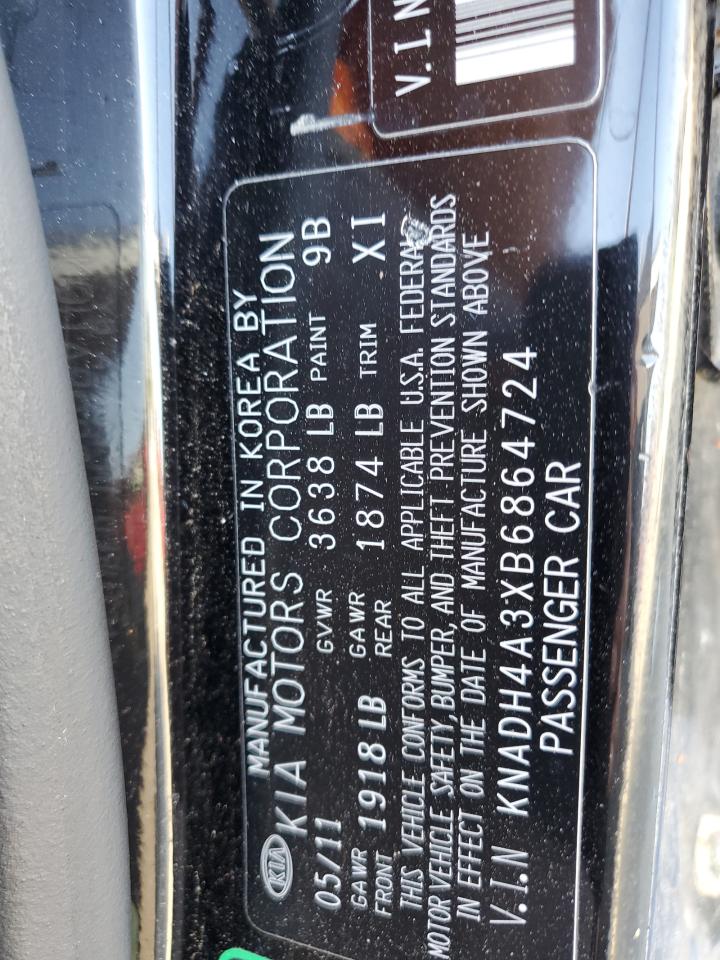 V.I.N
KIA
MANUFACTURED IN KOREA BY
KIA MOTORS CORPORATION
05/11 GVWR 3638 LB PAINT 9B
GAWR FRONT 1918 LB GAWR REAR 1874 LB TRIM XI
THIS VEHICLE CONFORMS TO ALL APPLICABLE U.S.A. FEDERAL
MOTOR VEHICLE SAFETY, BUMPER, AND THEFT PREVENTION STANDARDS
IN EFFECT ON THE DATE OF MANUFACTURE SHOWN ABOVE
V.I.N KNADH4A3XB6864724
PASSENGER CAR